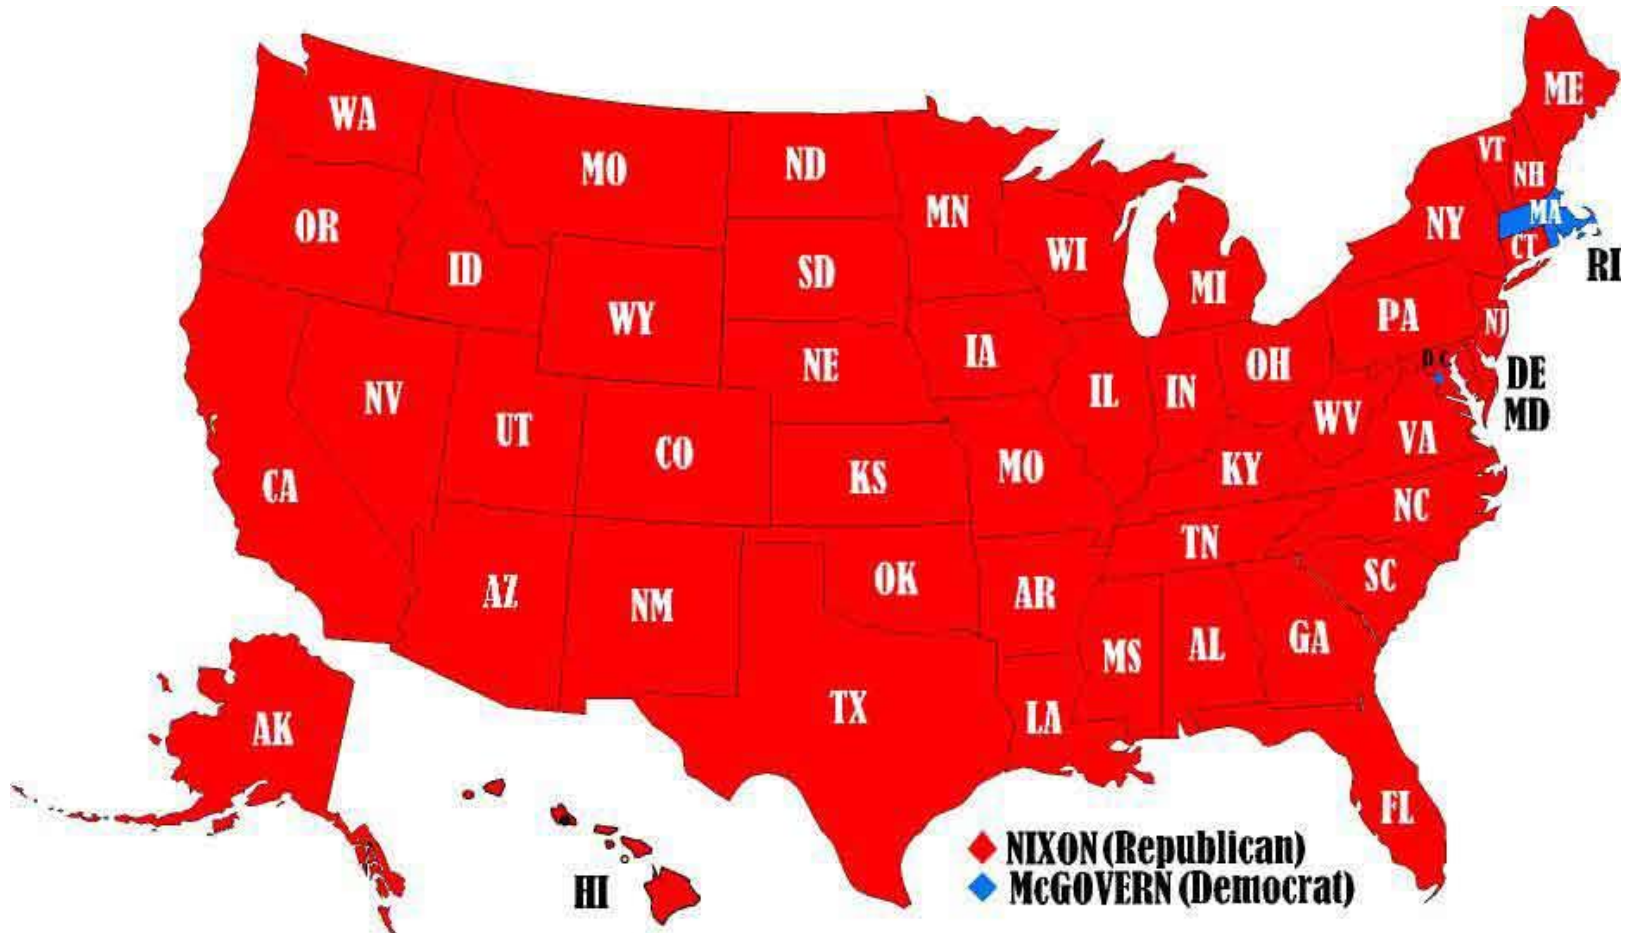 ME
WA
VT
MO
ND
NH
MN
MA
OR
NY
CT
WI
RI
ID
SD
MI
WY
PA
NJ
IA
D C
NE
OH
DE
NV
IL
IN
MD
WV
UT
VA
CO
MO
KY
KS
CA
NC
TN
OK
SC
AZ
AR
NM
GA
AL
MS
TX
LA
AK
FL
NIXON (Republican)
McGOVERN (Democrat)
HI